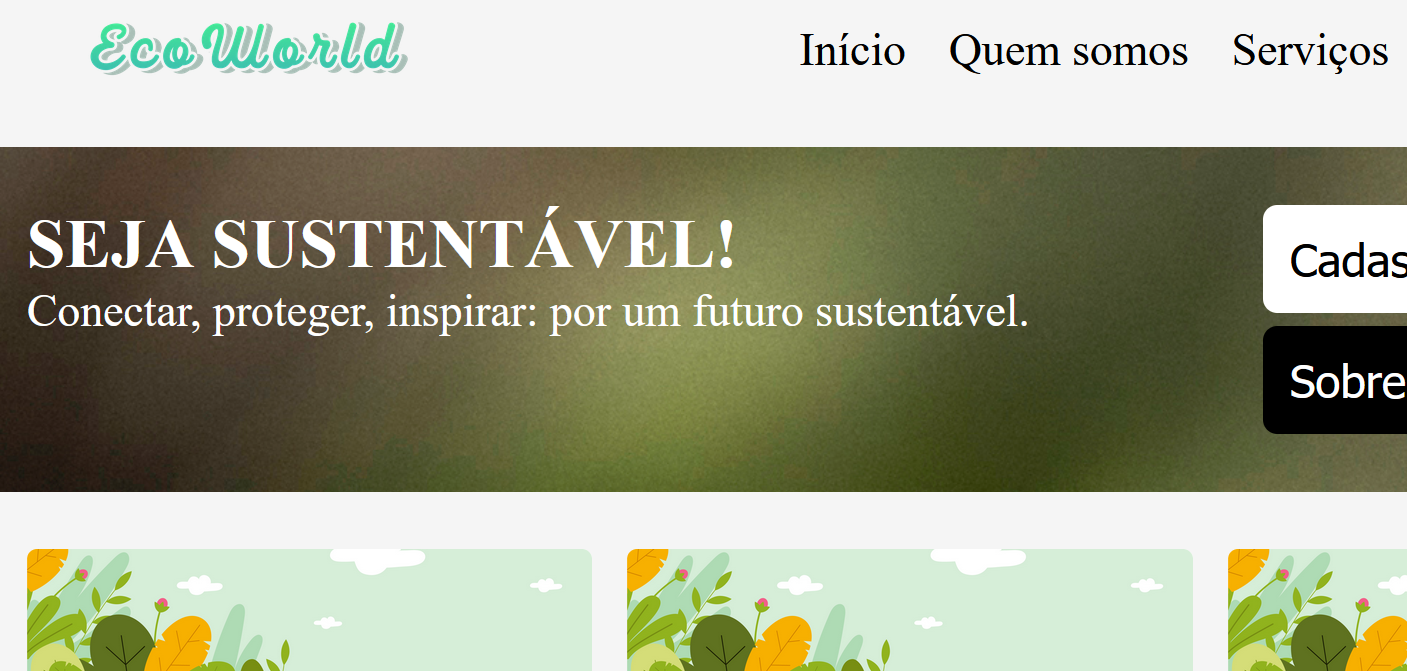 EcoWorld
Início Quem somos Serviços
SEJA SUSTENTÁVEL!
Conectar, proteger, inspirar: por um futuro sustentável.
Cadas
Sobre